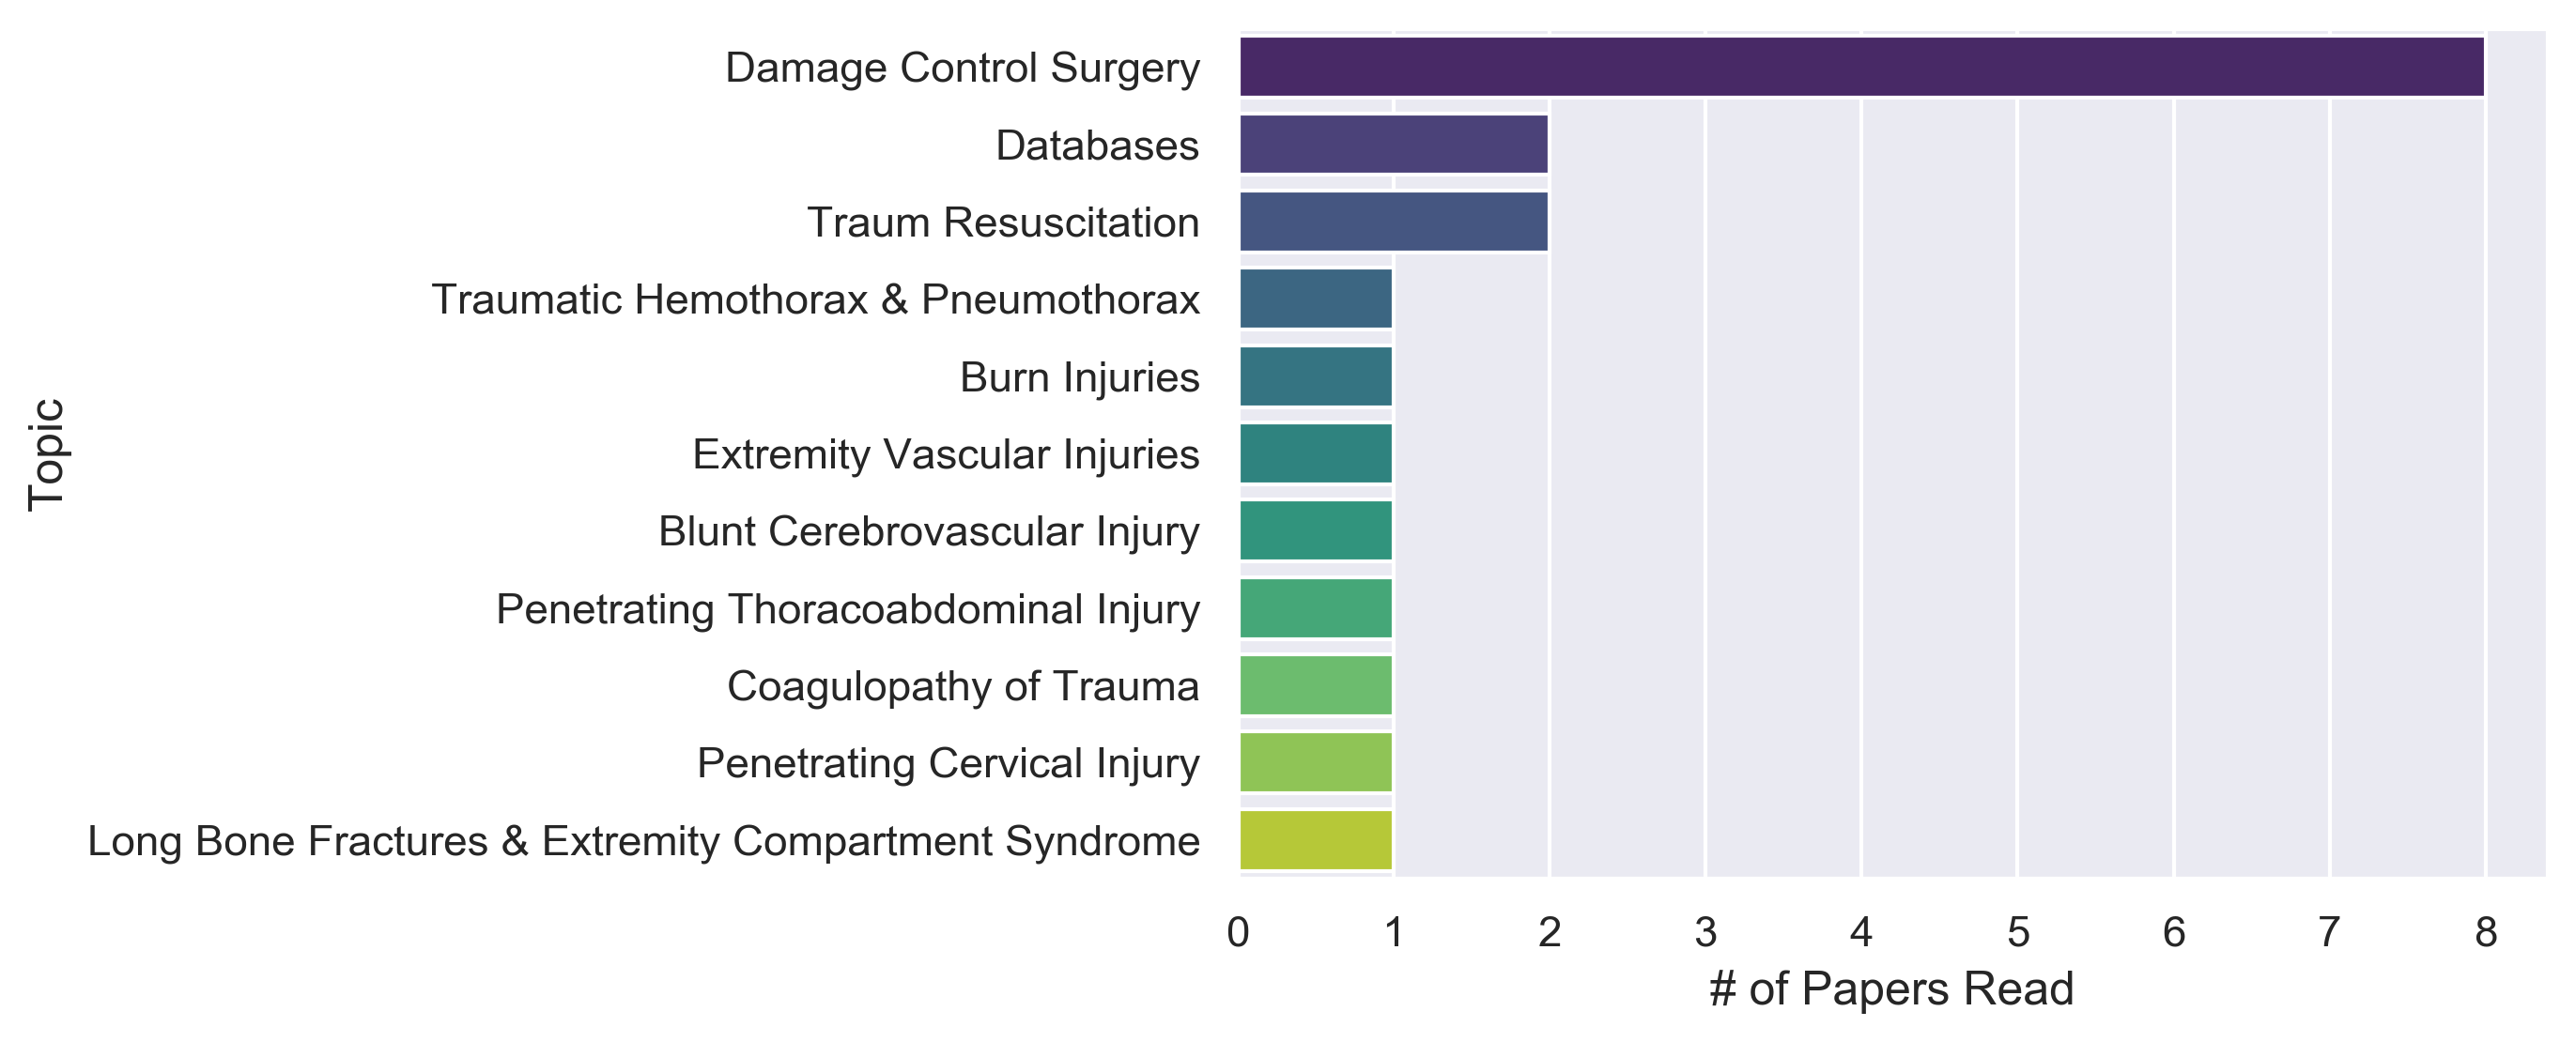 Damage Control Surgery
Databases
Traum Resuscitation
Traumatic Hemothorax & Pneumothorax
Burn Injuries
Extremity Vascular Injuries
Blunt Cerebrovascular Injury
Penetrating Thoracoabdominal Injury
Coagulopathy of Trauma
Penetrating Cervical Injury
Long Bone Fractures & Extremity Compartment Syndrome
Topic
0 1 2 3 4 5 6 7 8
# of Papers Read